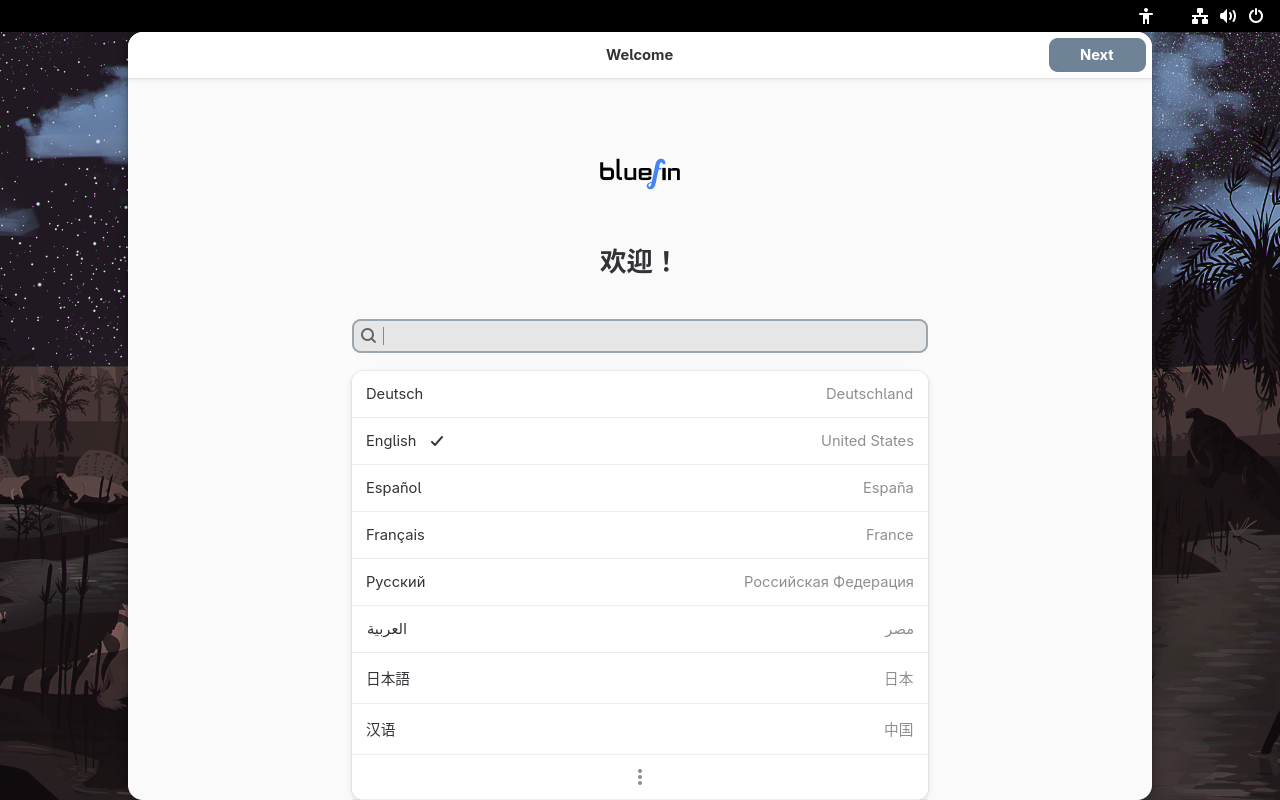 Welcome
Next
bluefin
欢迎！
Deutsch Deutschland
English United States
Español España
Français France
Русский Российская Федерация
العربية مصر
日本語 日本
汉语 中国